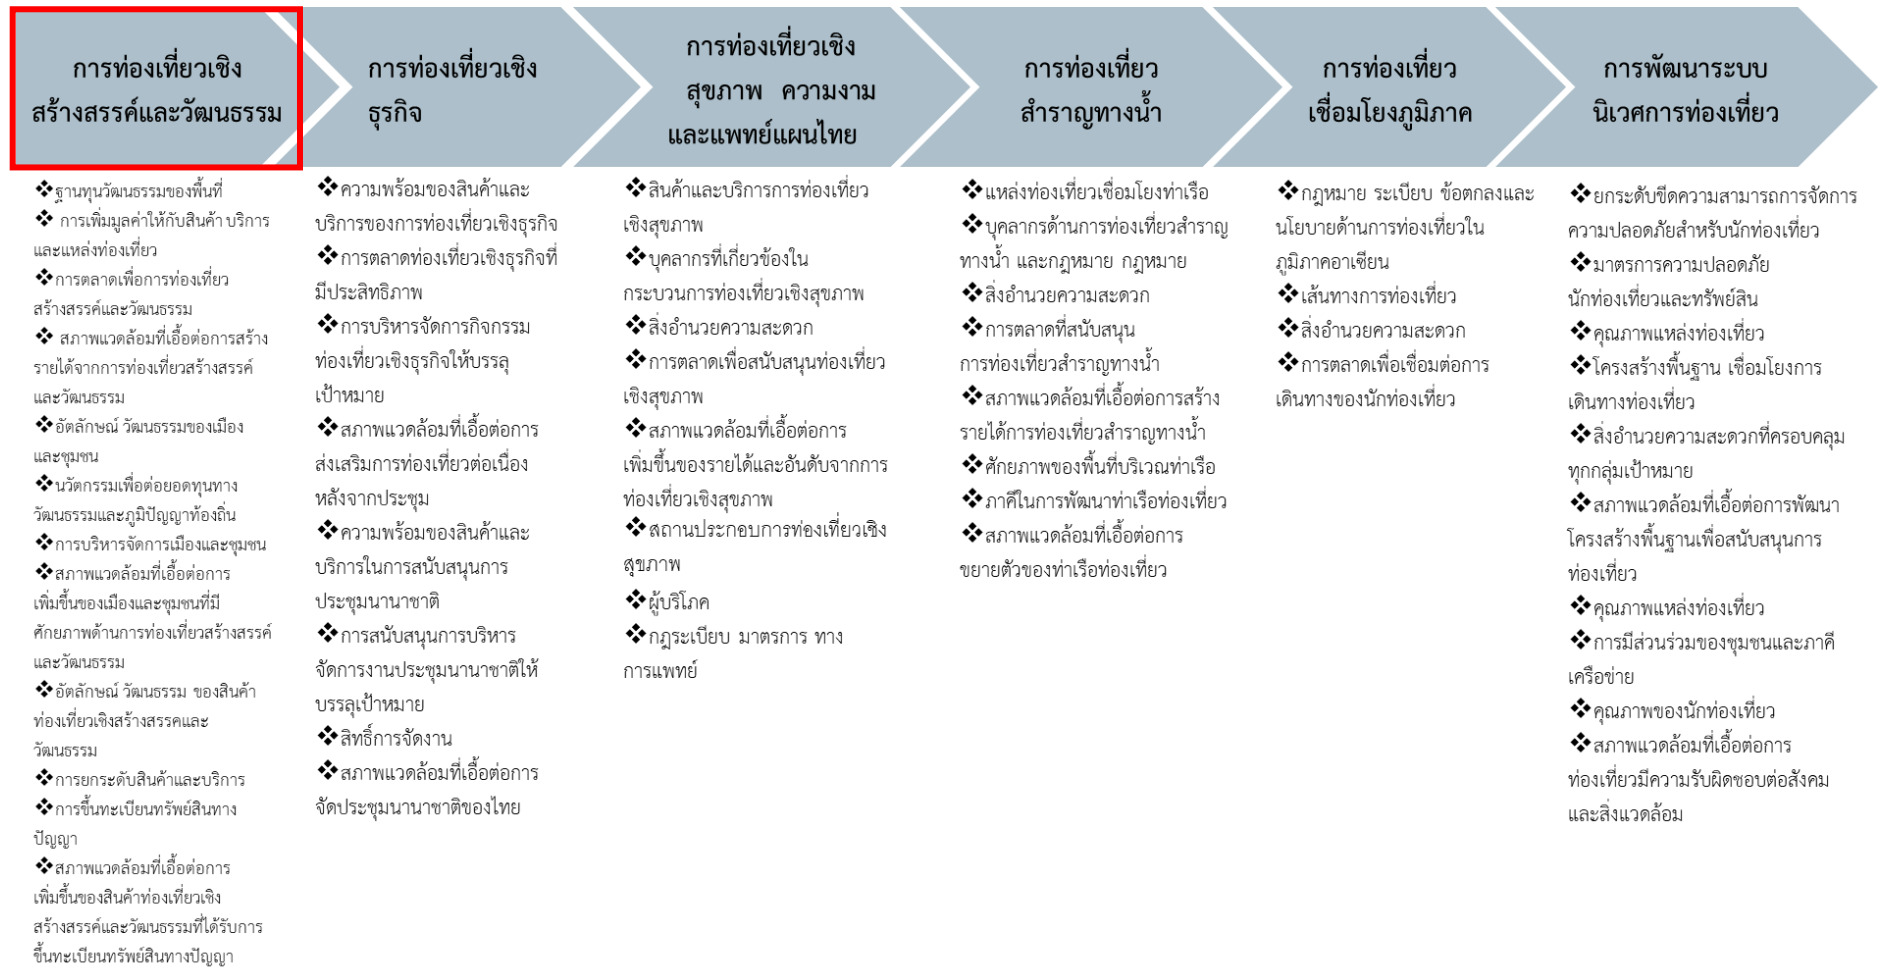 การท่องเที่ยวเชิง
สร้างสรรค์และวัฒนธรรม
❖ฐานทุนวัฒนธรรมของพื้นที่
❖ การเพิ่มมูลค่าให้กับสินค้า บริการ
และแหล่งท่องเที่ยว
❖การตลาดเพื่อการท่องเที่ยว
สร้างสรรค์และวัฒนธรรม
❖ สภาพแวดล้อมที่เอื้อต่อการสร้าง
รายได้จากการท่องเที่ยวสร้างสรรค์
และวัฒนธรรม
❖อัตลักษณ์ วัฒนธรรมของเมือง
และชุมชน
❖นวัตกรรมเพื่อต่อยอดทุนทาง
วัฒนธรรมและภูมิปัญญาท้องถิ่น
❖การบริหารจัดการเมืองและชุมชน
❖สภาพแวดล้อมที่เอื้อต่อการ
เพิ่มขึ้นของเมืองและชุมชนที่มี
ศักยภาพด้านการท่องเที่ยวสร้างสรรค์
และวัฒนธรรม
❖อัตลักษณ์ วัฒนธรรม ของสินค้า
ท่องเที่ยวเชิงสร้างสรรคและ
วัฒนธรรม
❖การยกระดับสินค้าและบริการ
❖การขึ้นทะเบียนทรัพย์สินทาง
ปัญญา
❖สภาพแวดล้อมที่เอื้อต่อการ
เพิ่มขึ้นของสินค้าท่องเที่ยวเชิง
สร้างสรรค์และวัฒนธรรมที่ได้รับการ
ขึ้นทะเบียนทรัพย์สินทางปัญญา
การท่องเที่ยวเชิง
ธุรกิจ
❖ความพร้อมของสินค้าและ
บริการของการท่องเที่ยวเชิงธุรกิจ
❖การตลาดท่องเที่ยวเชิงธุรกิจที่
มีประสิทธิภาพ
❖การบริหารจัดการกิจกรรม
ท่องเที่ยวเชิงธุรกิจให้บรรลุ
เป้าหมาย
❖สภาพแวดล้อมที่เอื้อต่อการ
ส่งเสริมการท่องเที่ยวต่อเนื่อง
หลังจากประชุม
❖ความพร้อมของสินค้าและ
บริการในการสนับสนุนการ
ประชุมนานาชาติ
❖การสนับสนุนการบริหาร
จัดการงานประชุมนานาชาติให้
บรรลุเป้าหมาย
❖สิทธิ์การจัดงาน
❖สภาพแวดล้อมที่เอื้อต่อการ
จัดประชุมนานาชาติของไทย
การท่องเที่ยวเชิง
สุขภาพ ความงาม
และแพทย์แผนไทย
❖สินค้าและบริการการท่องเที่ยว
เชิงสุขภาพ
❖บุคลากรที่เกี่ยวข้องใน
กระบวนการท่องเที่ยวเชิงสุขภาพ
❖สิ่งอำนวยความสะดวก
❖การตลาดเพื่อสนับสนุนท่องเที่ยว
เชิงสุขภาพ
❖สภาพแวดล้อมที่เอื้อต่อการ
เพิ่มขึ้นของรายได้และอันดับจากการ
ท่องเที่ยวเชิงสุขภาพ
❖สถานประกอบการท่องเที่ยวเชิง
สุขภาพ
❖ผู้บริโภค
❖กฎระเบียบ มาตรการ ทาง
การแพทย์
การท่องเที่ยว
สำราญทางน้ำ
❖แหล่งท่องเที่ยวเชื่อมโยงท่าเรือ
❖บุคลากรด้านการท่องเที่ยวสำราญ
ทางน้ำ และกฎหมาย กฎหมาย
❖สิ่งอำนวยความสะดวก
❖การตลาดที่สนับสนุน
การท่องเที่ยวสำราญทางน้ำ
❖สภาพแวดล้อมที่เอื้อต่อการสร้าง
รายได้การท่องเที่ยวสำราญทางน้ำ
❖ศักยภาพของพื้นที่บริเวณท่าเรือ
❖ภาคีในการพัฒนาท่าเรือท่องเที่ยว
❖สภาพแวดล้อมที่เอื้อต่อการ
ขยายตัวของท่าเรือท่องเที่ยว
การท่องเที่ยว
เชื่อมโยงภูมิภาค
❖กฎหมาย ระเบียบ ข้อตกลงและ
นโยบายด้านการท่องเที่ยวใน
ภูมิภาคอาเซียน
❖เส้นทางการท่องเที่ยว
❖สิ่งอำนวยความสะดวก
❖การตลาดเพื่อเชื่อมต่อการ
เดินทางของนักท่องเที่ยว
การพัฒนาระบบ
นิเวศการท่องเที่ยว
❖ยกระดับขีดความสามารถการจัดการ
ความปลอดภัยสำหรับนักท่องเที่ยว
❖มาตรการความปลอดภัย
นักท่องเที่ยวและทรัพย์สิน
❖คุณภาพแหล่งท่องเที่ยว
❖โครงสร้างพื้นฐาน เชื่อมโยงการ
เดินทางท่องเที่ยว
❖สิ่งอำนวยความสะดวกที่ครอบคลุม
ทุกกลุ่มเป้าหมาย
❖สภาพแวดล้อมที่เอื้อต่อการพัฒนา
โครงสร้างพื้นฐานเพื่อสนับสนุนการ
ท่องเที่ยว
❖คุณภาพแหล่งท่องเที่ยว
❖การมีส่วนร่วมของชุมชนและภาคี
เครือข่าย
❖คุณภาพของนักท่องเที่ยว
❖สภาพแวดล้อมที่เอื้อต่อการ
ท่องเที่ยวมีความรับผิดชอบต่อสังคม
และสิ่งแวดล้อม